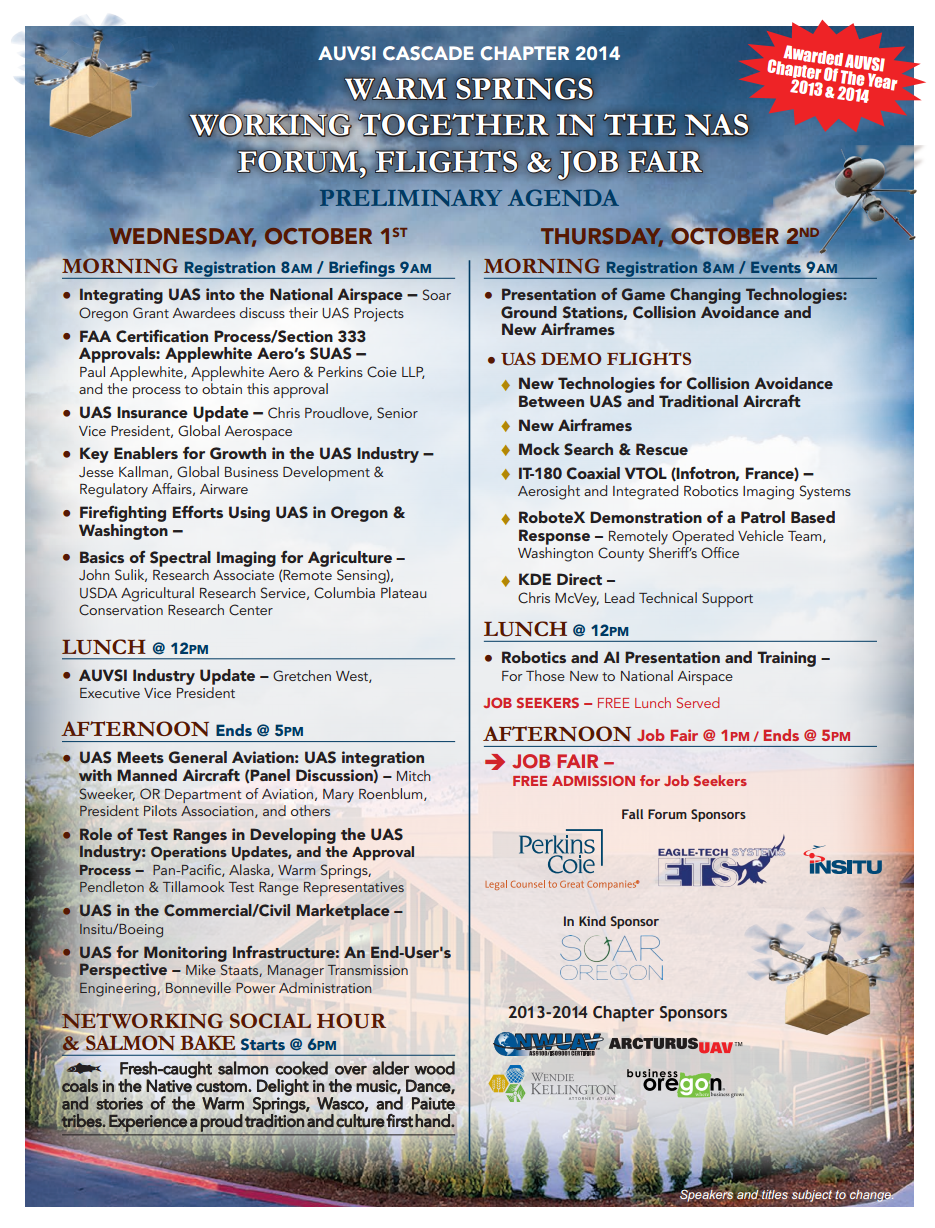 AUVSI CASCADE CHAPTER 2014
WARM SPRINGS
WORKING TOGETHER IN THE NAS
FORUM, FLIGHTS & JOB FAIR
PRELIMINARY AGENDA
Awarded AUVSI
Chapter Of The Year
2013 & 2014
WEDNESDAY, OCTOBER 1ST
MORNING Registration 8AM / Briefings 9AM
• Integrating UAS into the National Airspace – Soar
Oregon Grant Awardees discuss their UAS Projects
• FAA Certification Process/Section 333
Approvals: Applewhite Aero's SUAS –
Paul Applewhite, Applewhite Aero & Perkins Coie LLP,
and the process to obtain this approval
• UAS Insurance Update – Chris Proudlove, Senior
Vice President, Global Aerospace
• Key Enablers for Growth in the UAS Industry –
Jesse Kallman, Global Business Development &
Regulatory Affairs, Airware
• Firefighting Efforts Using UAS in Oregon &
Washington –
• Basics of Spectral Imaging for Agriculture –
John Sulik, Research Associate (Remote Sensing),
USDA Agricultural Research Service, Columbia Plateau
Conservation Research Center
LUNCH @ 12PM
• AUVSI Industry Update – Gretchen West,
Executive Vice President
AFTERNOON Ends @ 5PM
• UAS Meets General Aviation: UAS integration
with Manned Aircraft (Panel Discussion) – Mitch
Sweeker, OR Department of Aviation, Mary Roenblum,
President Pilots Association, and others
• Role of Test Ranges in Developing the UAS
Industry: Operations Updates, and the Approval
Process – Pan-Pacific, Alaska, Warm Springs,
Pendleton & Tillamook Test Range Representatives
• UAS in the Commercial/Civil Marketplace –
Insitu/Boeing
• UAS for Monitoring Infrastructure: An End-User's
Perspective – Mike Staats, Manager Transmission
Engineering, Bonneville Power Administration
NETWORKING SOCIAL HOUR
& SALMON BAKE Starts @ 6PM
Fresh-caught salmon cooked over alder wood
coals in the Native custom. Delight in the music, Dance,
and stories of the Warm Springs, Wasco, and Paiute
tribes. Experience a proud tradition and culture first hand.
THURSDAY, OCTOBER 2ND
MORNING Registration 8AM / Events 9AM
• Presentation of Game Changing Technologies:
Ground Stations, Collision Avoidance and
New Airframes
• UAS DEMO FLIGHTS
♦ New Technologies for Collision Avoidance
Between UAS and Traditional Aircraft
♦ New Airframes
♦ Mock Search & Rescue
♦ IT-180 Coaxial VTOL (Infotron, France) –
Aerosight and Integrated Robotics Imaging Systems
♦ RoboteX Demonstration of a Patrol Based
Response – Remotely Operated Vehicle Team,
Washington County Sheriff's Office
♦ KDE Direct –
Chris McVey, Lead Technical Support
LUNCH @ 12PM
• Robotics and AI Presentation and Training –
For Those New to National Airspace
JOB SEEKERS – FREE Lunch Served
AFTERNOON Job Fair @ 1PM / Ends @ 5PM
➔ JOB FAIR –
FREE ADMISSION for Job Seekers
Fall Forum Sponsors
Perkins
Coie
Legal Counsel to Great Companies®
EAGLE-TECH SYSTEMS
ETS
INSITU
In Kind Sponsor
SOAR
OREGON
2013-2014 Chapter Sponsors
NWUAV
AS9100/ISO9001 CERTIFIED
ARCTURUS UAV™
WENDIE
KELLINGTON
ATTORNEY AT LAW
business
oregon
where business grows
Speakers and titles subject to change.